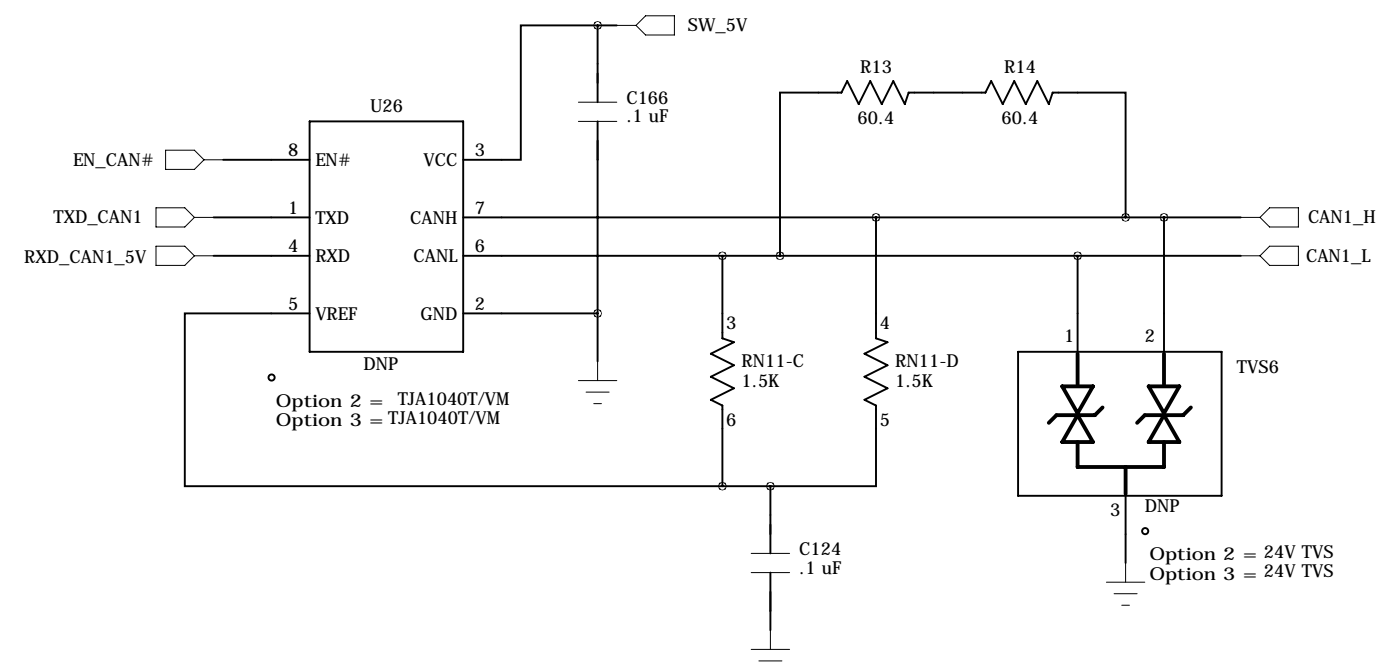 SW_5V
R13
R14
C166
.1 uF
60.4
60.4
U26
EN_CAN#
8
EN#
VCC
3
TXD_CAN1
1
TXD
CANH
7
CAN1_H
RXD_CAN1_5V
4
RXD
CANL
6
CAN1_L
5
VREF
GND
2
3
4
1
2
DNP
RN11-C
1.5K
RN11-D
1.5K
TVS6
Option 2 = TJA1040T/VM
Option 3 = TJA1040T/VM
6
5
3
DNP
C124
.1 uF
Option 2 = 24V TVS
Option 3 = 24V TVS